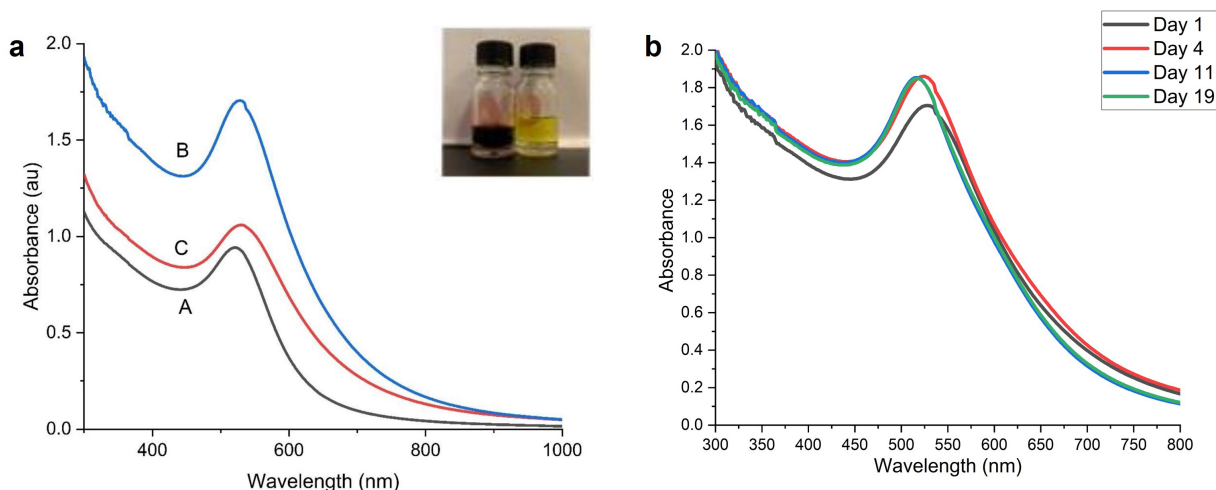 a
2.0
1.5
1.0
0.5
0.0
Absorbance (au)
B
C
A
400
600
800
1000
Wavelength (nm)
b
Day 1
Day 4
Day 11
Day 19
2.0
1.8
1.6
1.4
1.2
1.0
0.8
0.6
0.4
0.2
0.0
Absorbance
300
350
400
450
500
550
600
650
700
750
800
Wavelength (nm)